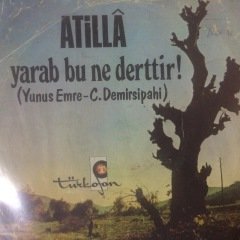 ATİLLÂ
yarab bu ne derttir!
(Yunus Emre-C. Demirsipahi)
türkofon